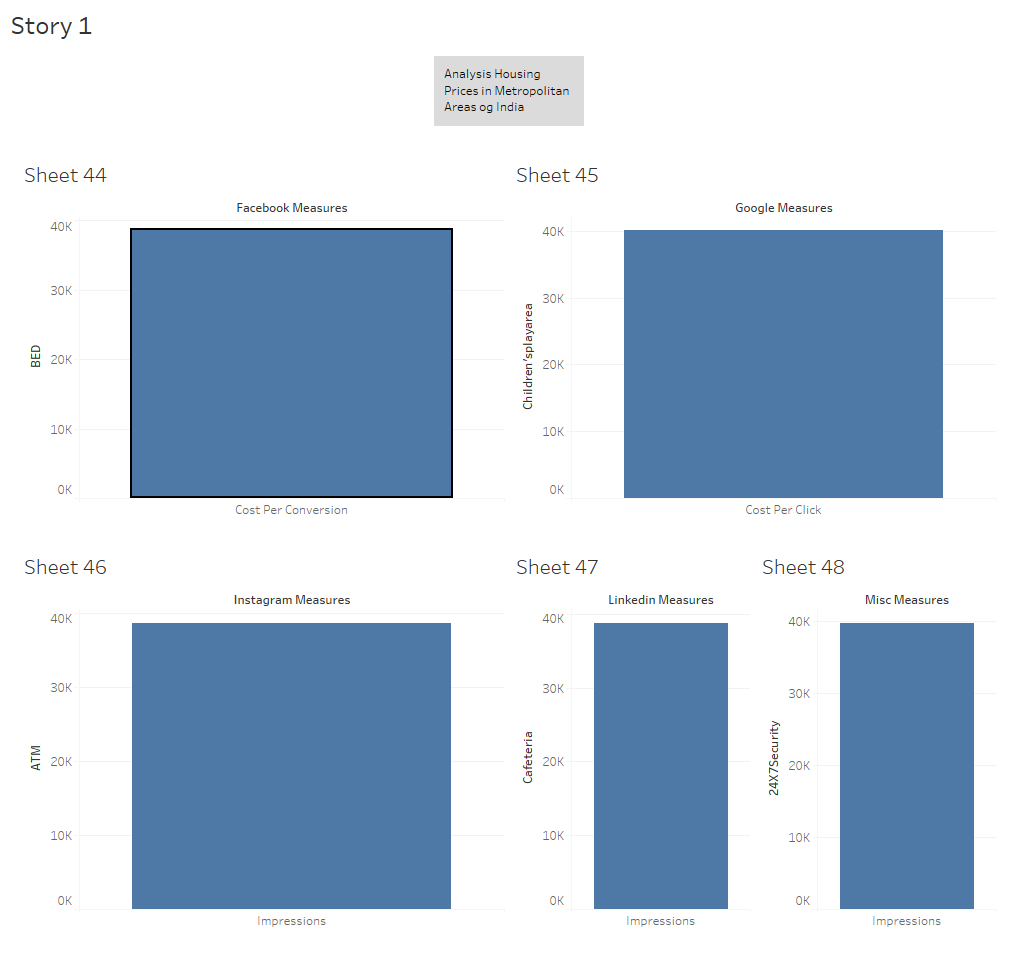 Story 1
Analysis Housing
Prices in Metropolitan
Areas og India
Sheet 44
Facebook Measures
40K
30K
20K
10K
0K
BED
Cost Per Conversion
Sheet 45
Google Measures
40K
30K
20K
10K
0K
Children'splayarea
Cost Per Click
Sheet 46
Instagram Measures
40K
30K
20K
10K
0K
ATM
Impressions
Sheet 47
Linkedin Measures
40K
30K
20K
10K
0K
Cafeteria
Impressions
Sheet 48
Misc Measures
40K
30K
20K
10K
0K
24X7Security
Impressions